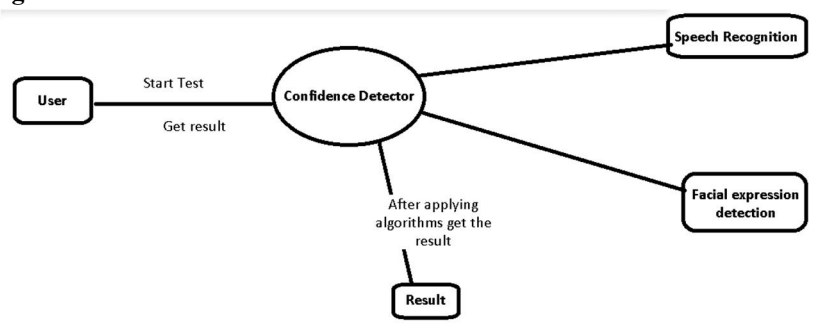 Speech Recognition
Start Test
User
Confidence Detector
Get result
Facial expression
detection
After applying
algorithms get the
result
Result